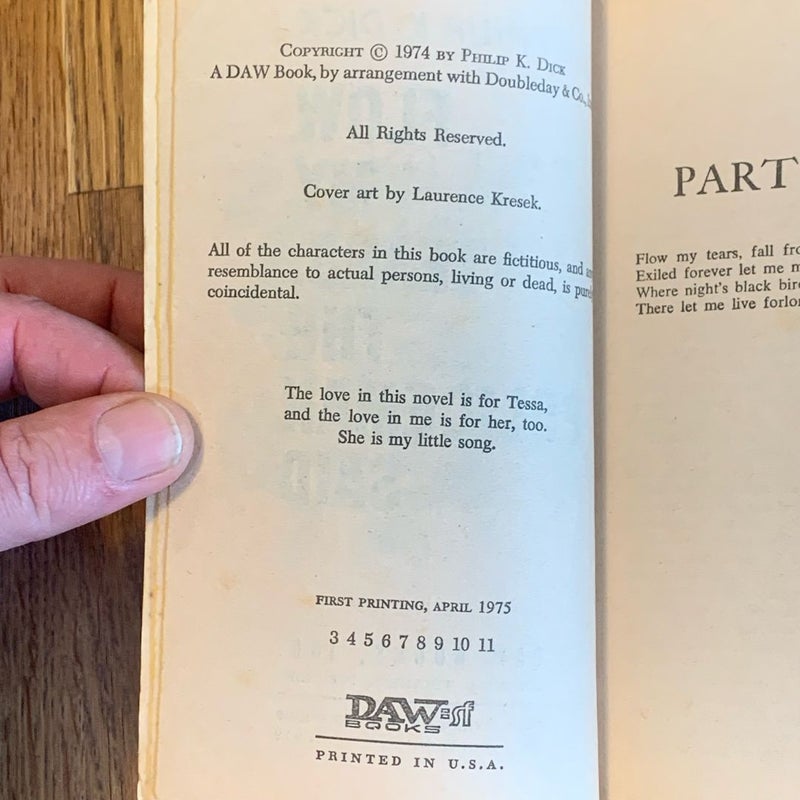 COPYRIGHT © 1974 BY PHILIP K. DICK
A DAW Book, by arrangement with Doubleday & Co.,
All Rights Reserved.
Cover art by Laurence Kresek.
All of the characters in this book are fictitious, and
resemblance to actual persons, living or dead, is
coincidental.
The love in this novel is for Tessa,
and the love in me is for her, too.
She is my little song.
FIRST PRINTING, APRIL 1975
3 4 5 6 7 8 9 10 11
DAW=sf
BOOKS
PRINTED IN U.S.A.
PART
Flow my tears, fall
Exiled forever let me
Where night's black
There let me live